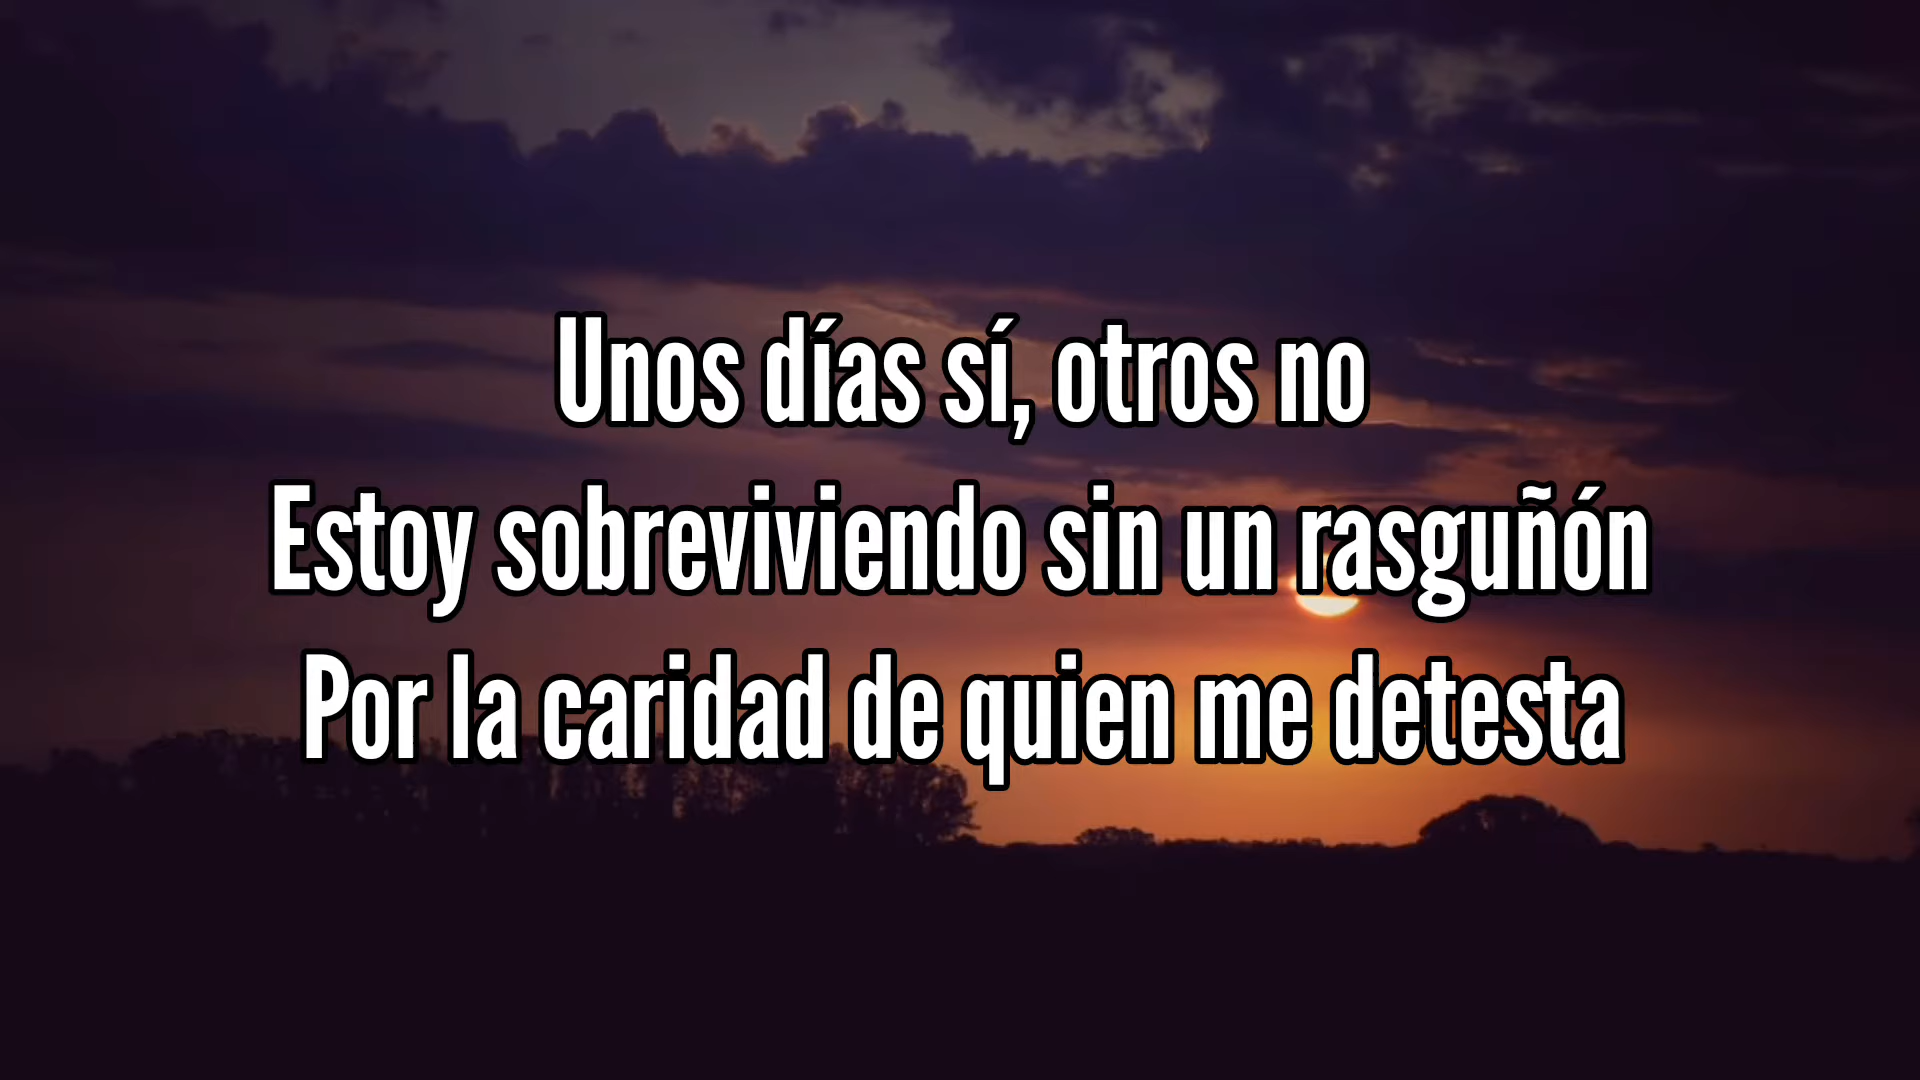 Unos días sí, otros no
Estoy sobreviviendo sin un rasguñón
Por la caridad de quien me detesta